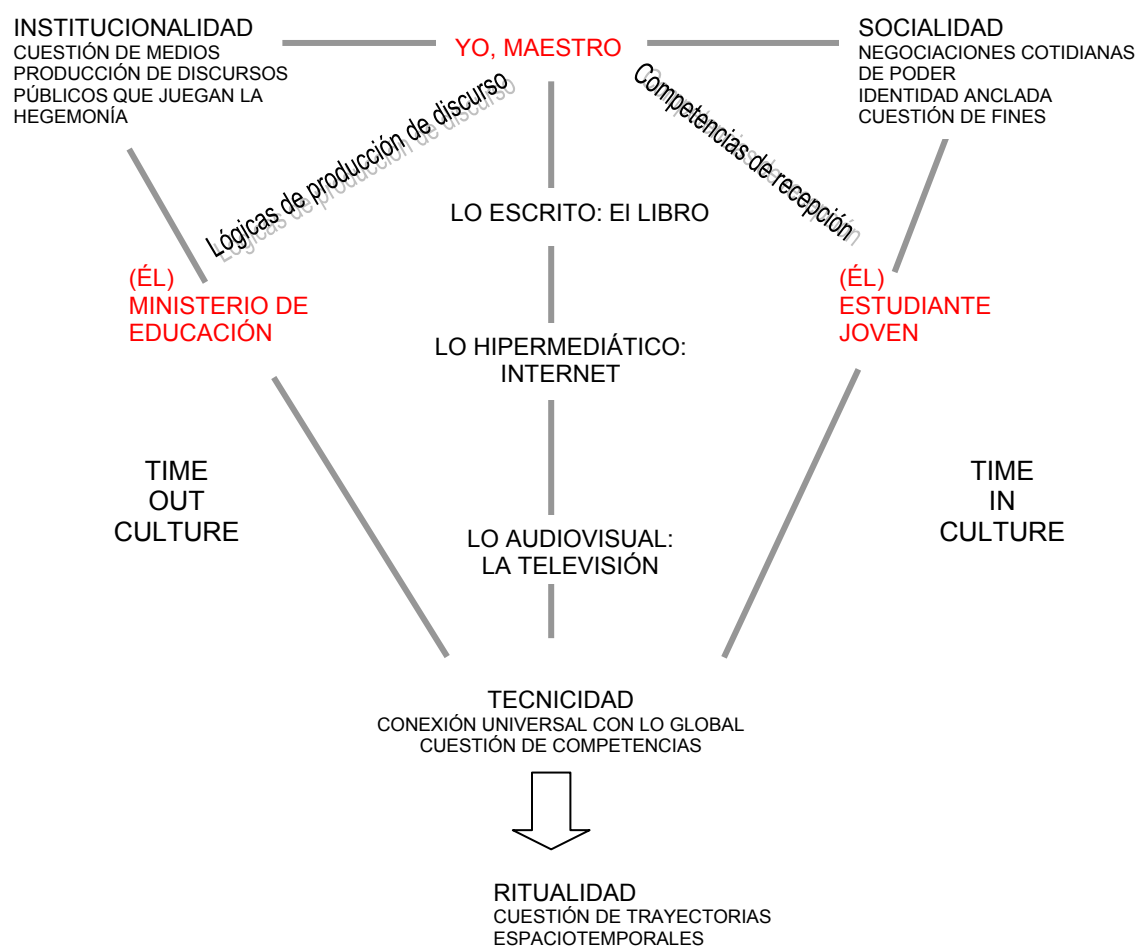 INSTITUCIONALIDAD
CUESTIÓN DE MEDIOS
PRODUCCIÓN DE DISCURSOS
PÚBLICOS QUE JUEGAN LA
HEGEMONÍA
YO, MAESTRO
SOCIALIDAD
NEGOCIACIONES COTIDIANAS
DE PODER
IDENTIDAD ANCLADA
CUESTIÓN DE FINES
Lógicas de producción de discurso
Competencias de recepción
LO ESCRITO: El LIBRO
(ÉL)
MINISTERIO DE
EDUCACIÓN
(ÉL)
ESTUDIANTE
JOVEN
LO HIPERMEDIÁTICO:
INTERNET
TIME
OUT
CULTURE
TIME
IN
CULTURE
LO AUDIOVISUAL:
LA TELEVISIÓN
TECNICIDAD
CONEXIÓN UNIVERSAL CON LO GLOBAL
CUESTIÓN DE COMPETENCIAS
RITUALIDAD
CUESTIÓN DE TRAYECTORIAS
ESPACIOTEMPORALES